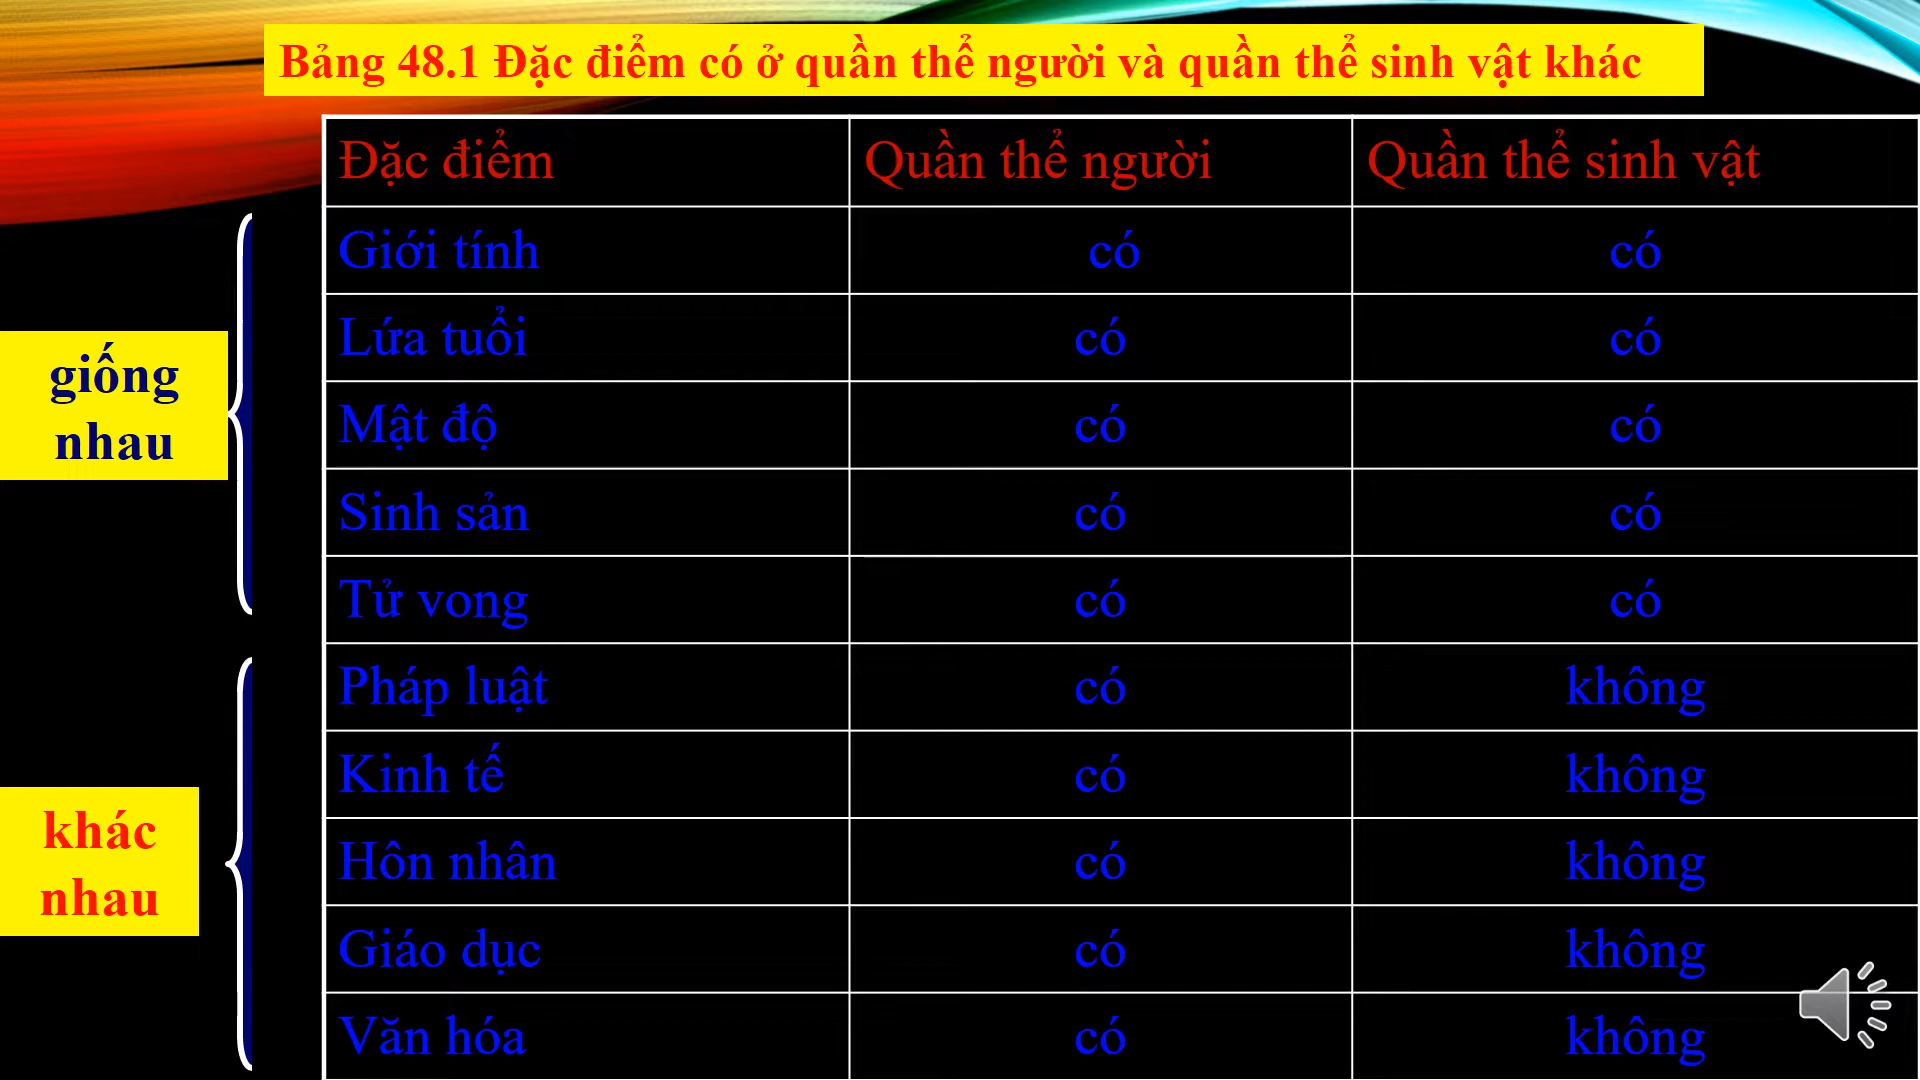 Bảng 48.1 Đặc điểm có ở quần thể người và quần thể sinh vật khác
Đặc điểm Quần thể người Quần thể sinh vật
Giới tính có có
Lứa tuổi có có
giống
nhau
Mật độ có có
Sinh sản có có
Tử vong có có
Pháp luật có không
Kinh tế có không
khác
nhau
Hôn nhân có không
Giáo dục có không
Văn hóa có không